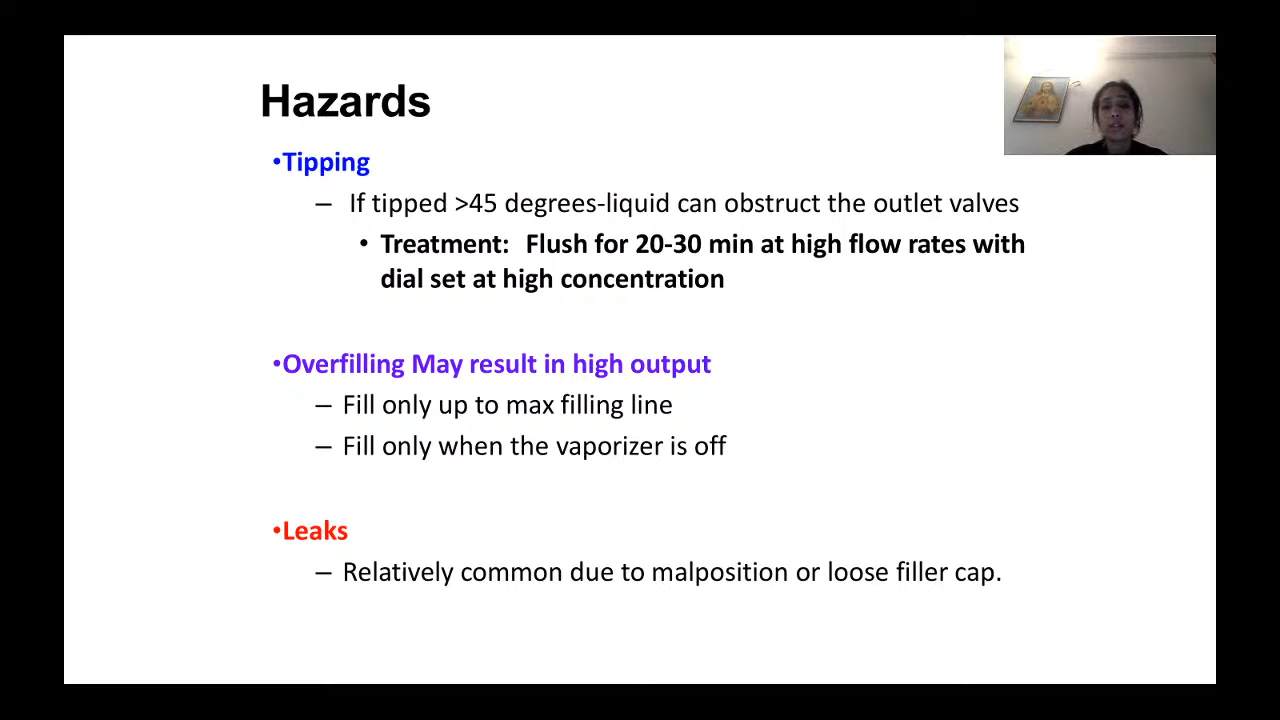 Hazards
•Tipping
– If tipped >45 degrees-liquid can obstruct the outlet valves
• Treatment: Flush for 20-30 min at high flow rates with
dial set at high concentration
•Overfilling May result in high output
– Fill only up to max filling line
– Fill only when the vaporizer is off
•Leaks
– Relatively common due to malposition or loose filler cap.